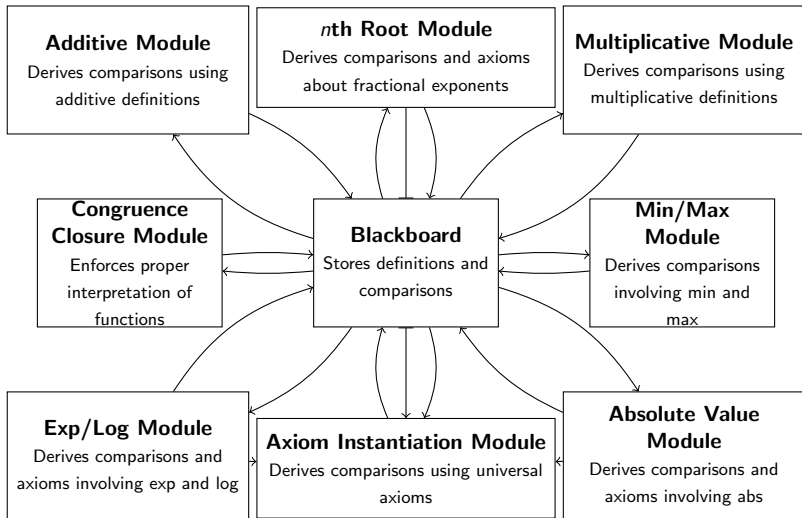 Additive Module
Derives comparisons using
additive definitions
nth Root Module
Derives comparisons and axioms
about fractional exponents
Multiplicative Module
Derives comparisons using
multiplicative definitions
Congruence
Closure Module
Enforces proper
interpretation of
functions
Blackboard
Stores definitions and
comparisons
Min/Max
Module
Derives comparisons
involving min and
max
Exp/Log Module
Derives comparisons and
axioms involving exp and log
Axiom Instantiation Module
Derives comparisons using universal
axioms
Absolute Value
Module
Derives comparisons and
axioms involving abs